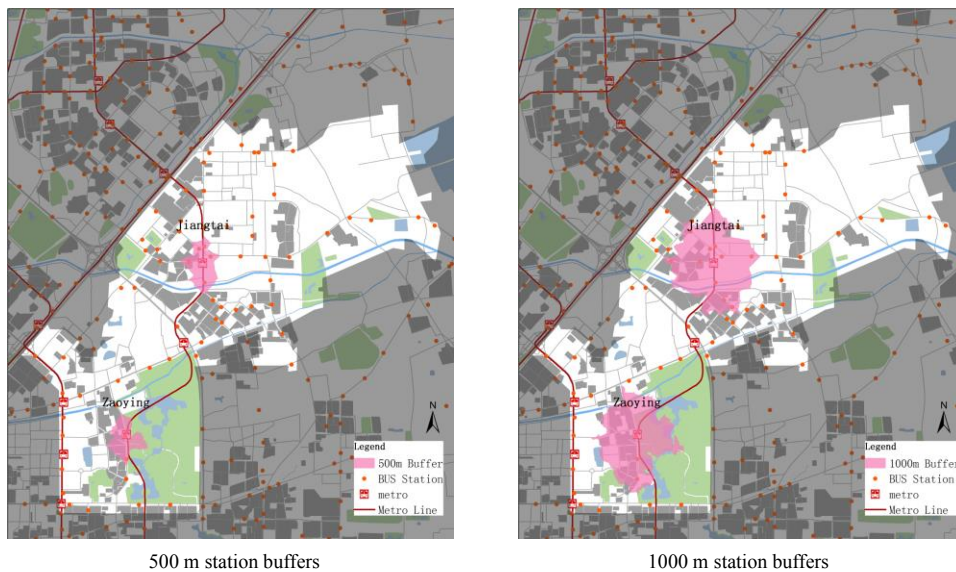 Jiangtai
Zaoying
N
Legend
500m Buffer
BUS Station
metro
Metro Line
500 m station buffers
Jiangtai
Zaoying
N
Legend
1000m Buffer
BUS Station
metro
Metro Line
1000 m station buffers